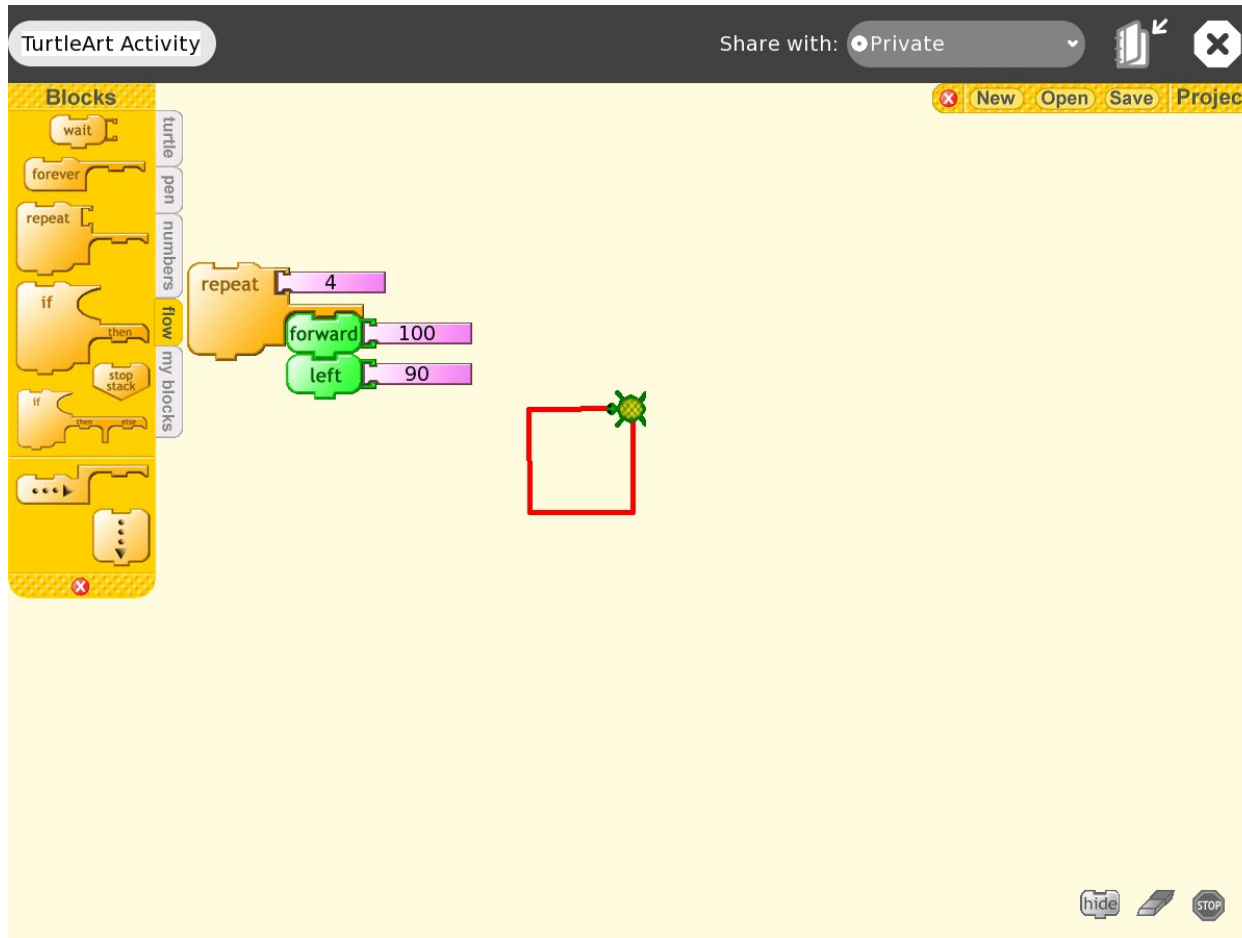 TurtleArt Activity
Share with: Private
Blocks
New Open Save Projec
wait
turtle
forever
pen
repeat
numbers
if
then
flow
stop
stack
my blocks
if
then else
repeat 4
forward 100
left 90
hide
STOP